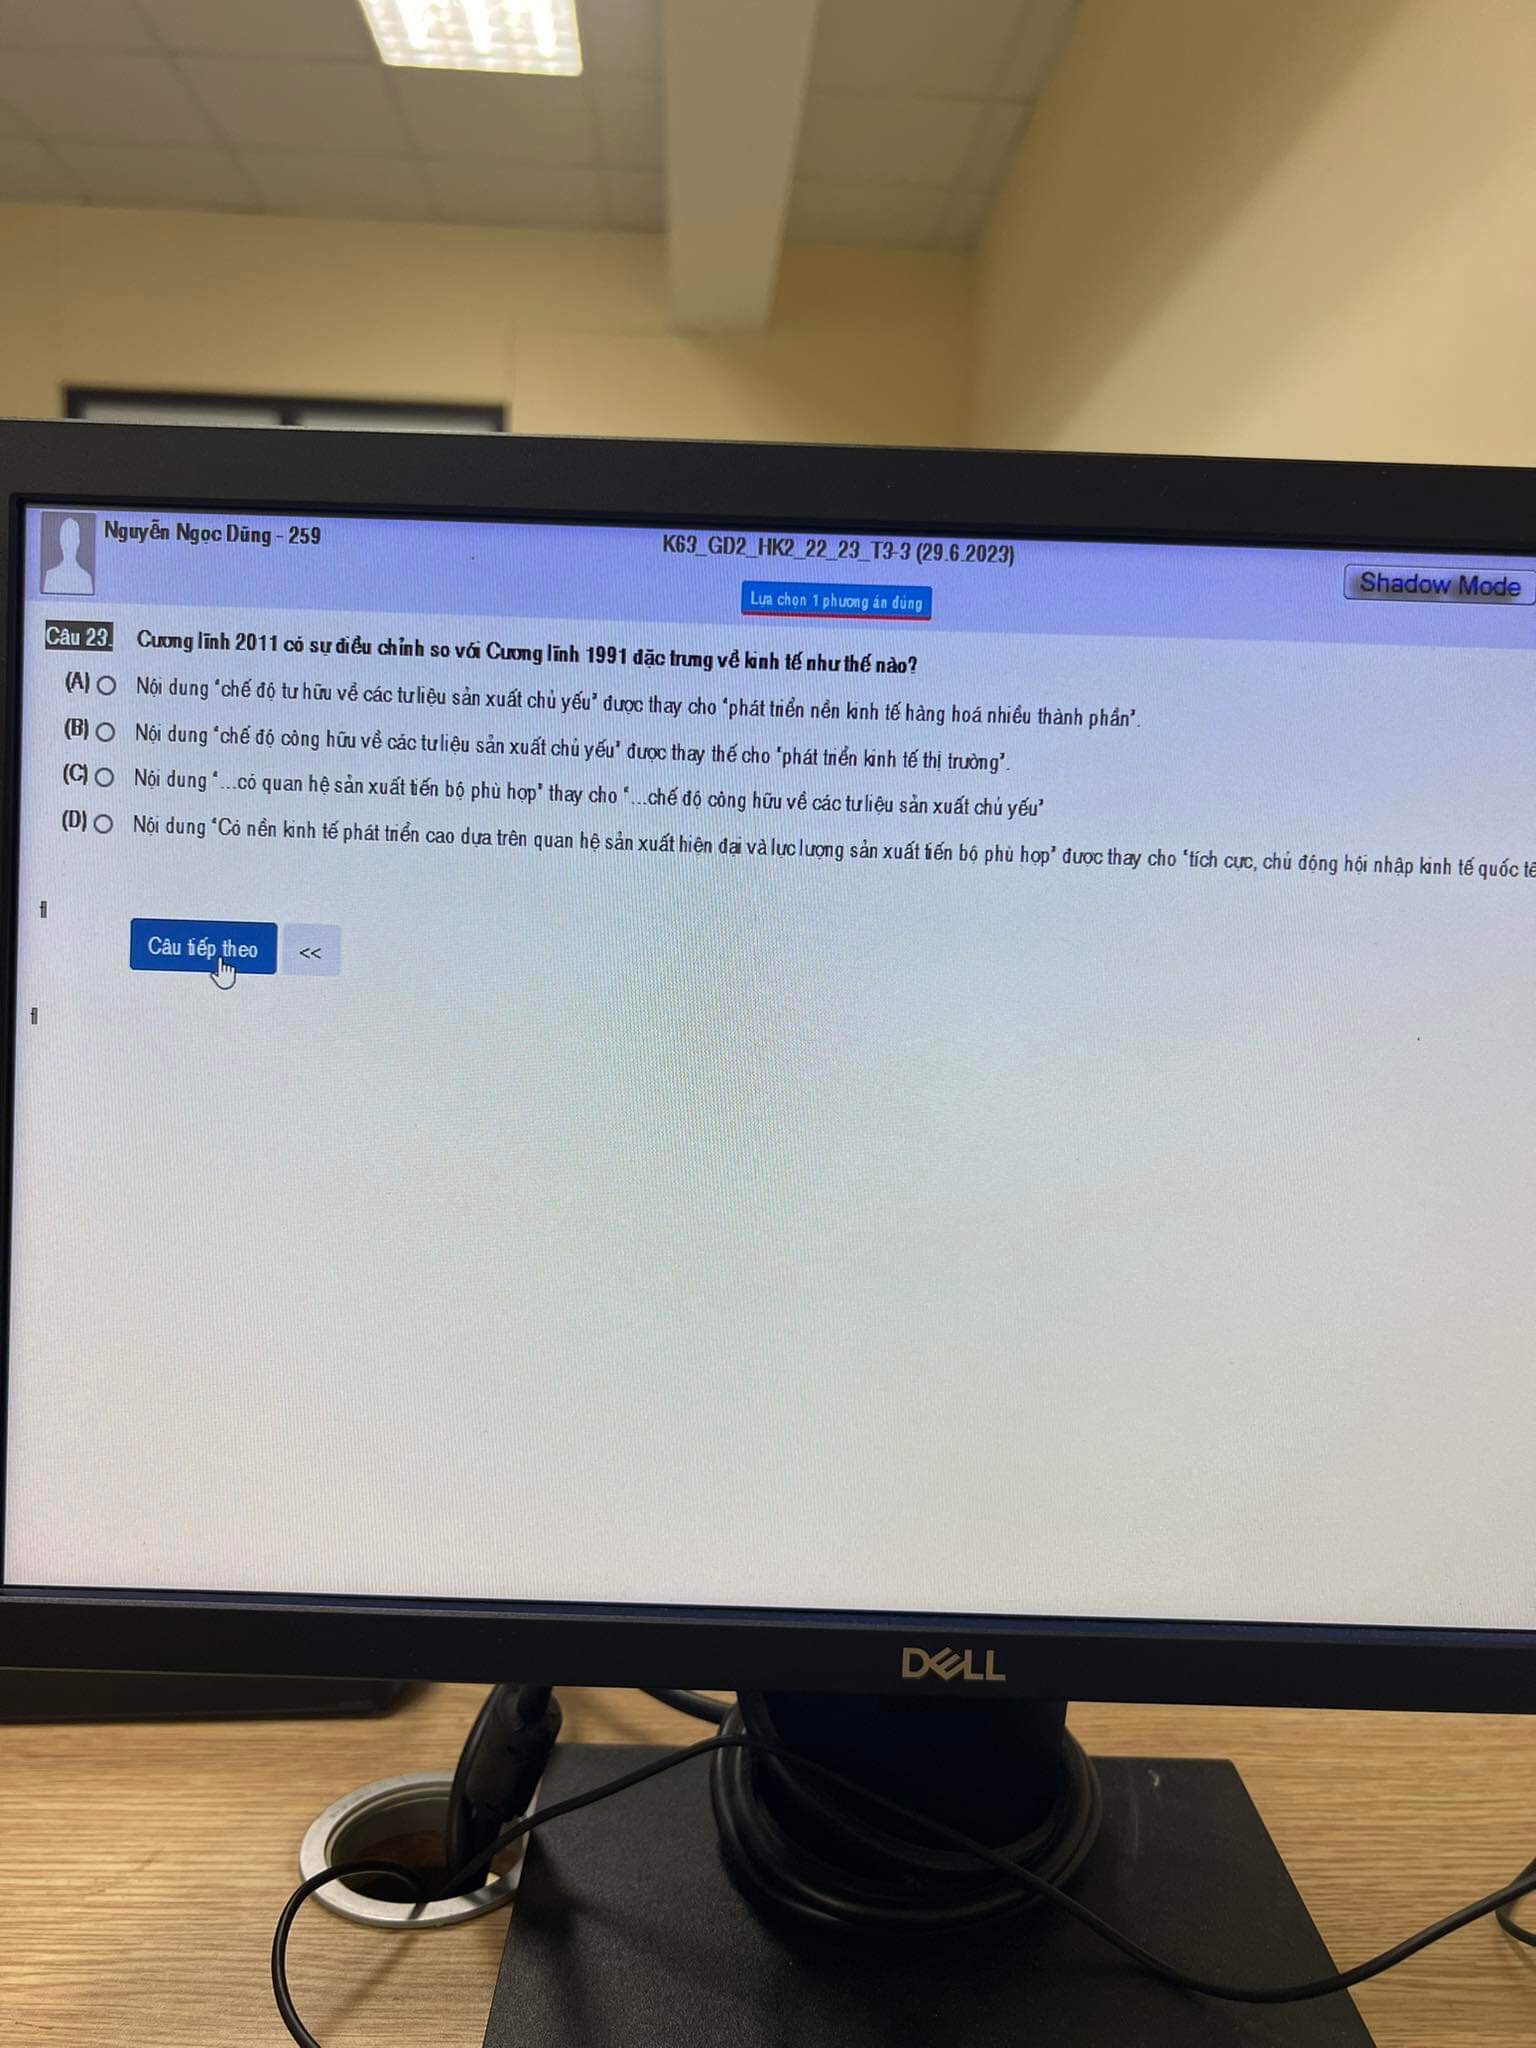 Nguyễn Ngọc Dũng - 259
K63_GD2_HK2_22_23_T3-3 (29.6.2023)
Shadow Mode
Lựa chọn 1 phương án đúng
Câu 23. Cương lĩnh 2011 có sự điều chỉnh so với Cương lĩnh 1991 đặc trưng về kinh tế như thế nào?
(A) Nội dung ‘chế độ tư hữu về các tư liệu sản xuất chủ yếu’ được thay cho ‘phát triển nền kinh tế hàng hoá nhiều thành phần’.
(B) Nội dung ‘chế độ công hữu về các tư liệu sản xuất chủ yếu’ được thay thế cho ‘phát triển kinh tế thị trường’.
(C) Nội dung ‘...có quan hệ sản xuất tiến bộ phù hợp’ thay cho ‘...chế độ công hữu về các tư liệu sản xuất chủ yếu’
(D) Nội dung ‘Có nền kinh tế phát triển cao dựa trên quan hệ sản xuất hiện đại và lực lượng sản xuất tiến bộ phù hợp’ được thay cho ‘tích cực, chủ động hội nhập kinh tế quốc tế
Câu tiếp theo <<
DELL